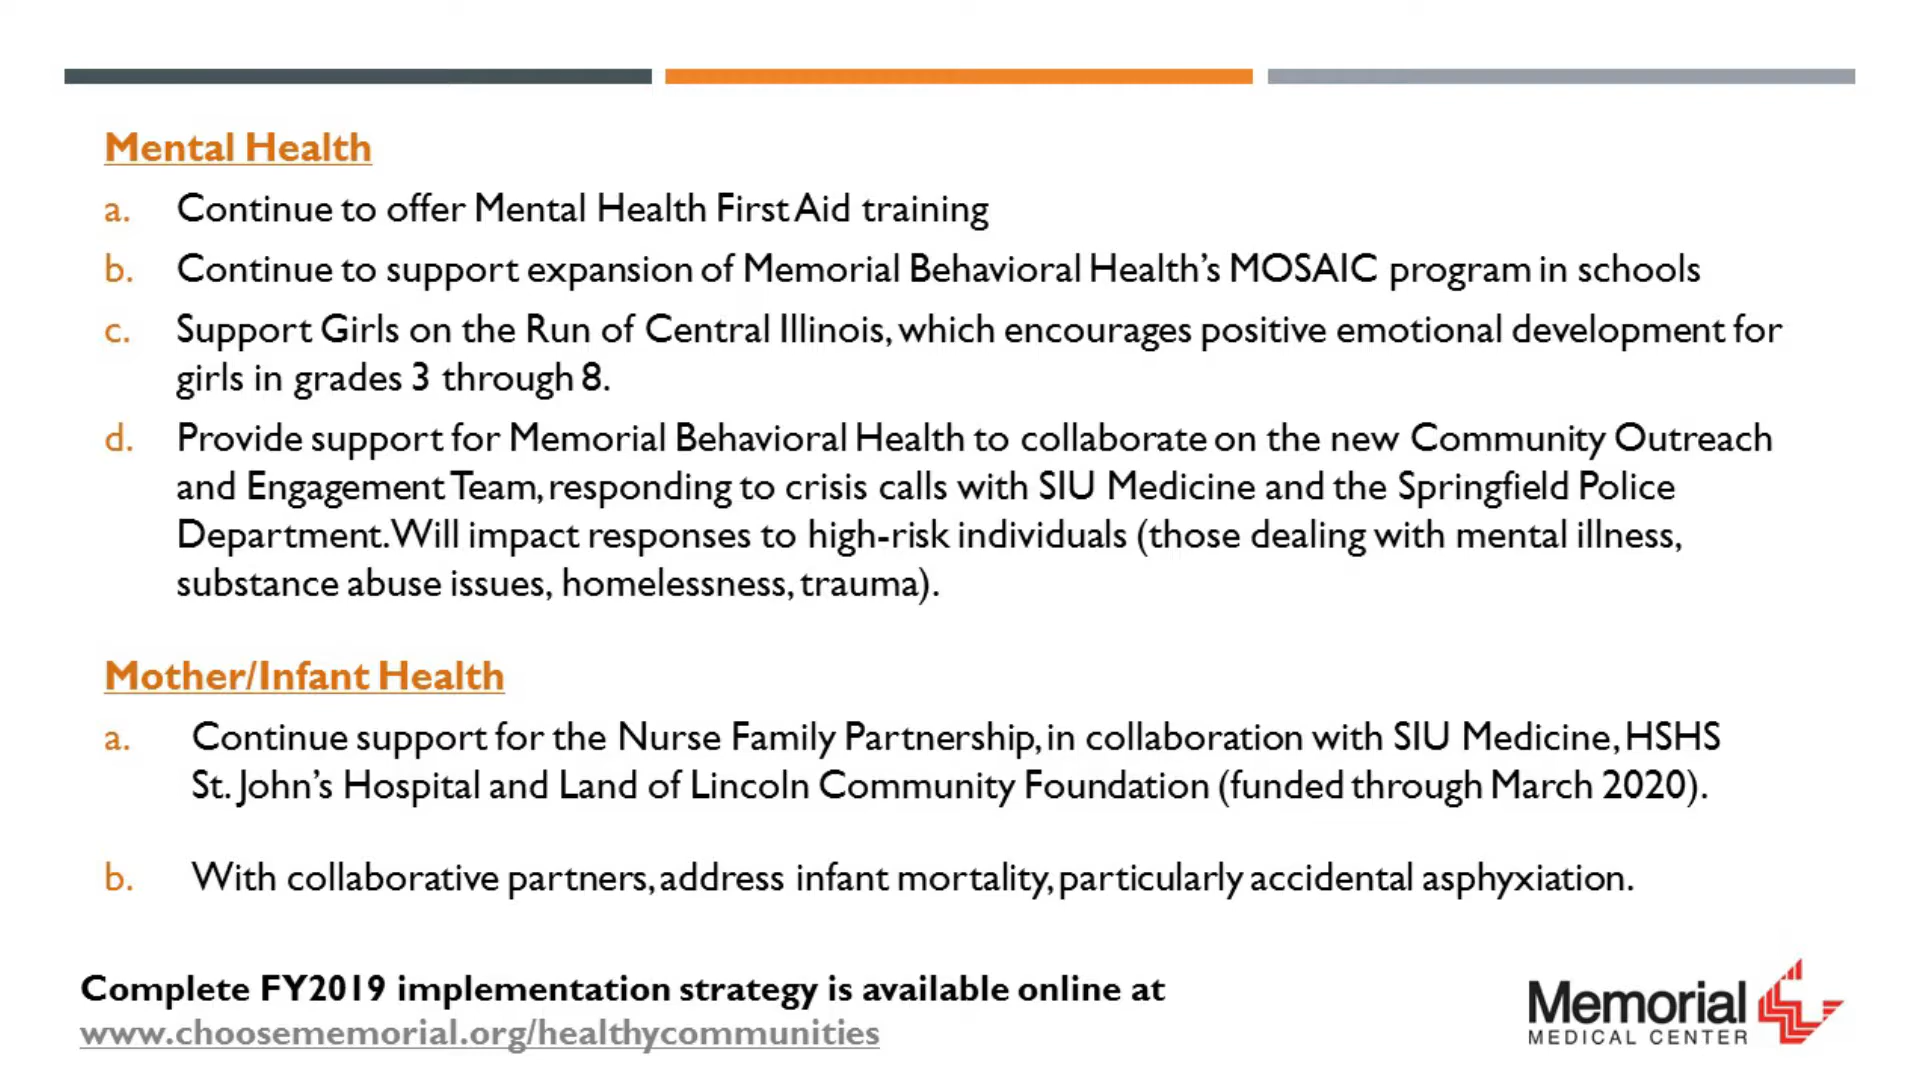 Mental Health
a. Continue to offer Mental Health First Aid training
b. Continue to support expansion of Memorial Behavioral Health's MOSAIC program in schools
c. Support Girls on the Run of Central Illinois, which encourages positive emotional development for
girls in grades 3 through 8.
d. Provide support for Memorial Behavioral Health to collaborate on the new Community Outreach
and Engagement Team, responding to crisis calls with SIU Medicine and the Springfield Police
Department. Will impact responses to high-risk individuals (those dealing with mental illness,
substance abuse issues, homelessness, trauma).
Mother/Infant Health
a. Continue support for the Nurse Family Partnership, in collaboration with SIU Medicine, HSHS
St. John's Hospital and Land of Lincoln Community Foundation (funded through March 2020).
b. With collaborative partners, address infant mortality, particularly accidental asphyxiation.
Complete FY2019 implementation strategy is available online at
www.choosememorial.org/healthycommunities
Memorial
MEDICAL CENTER